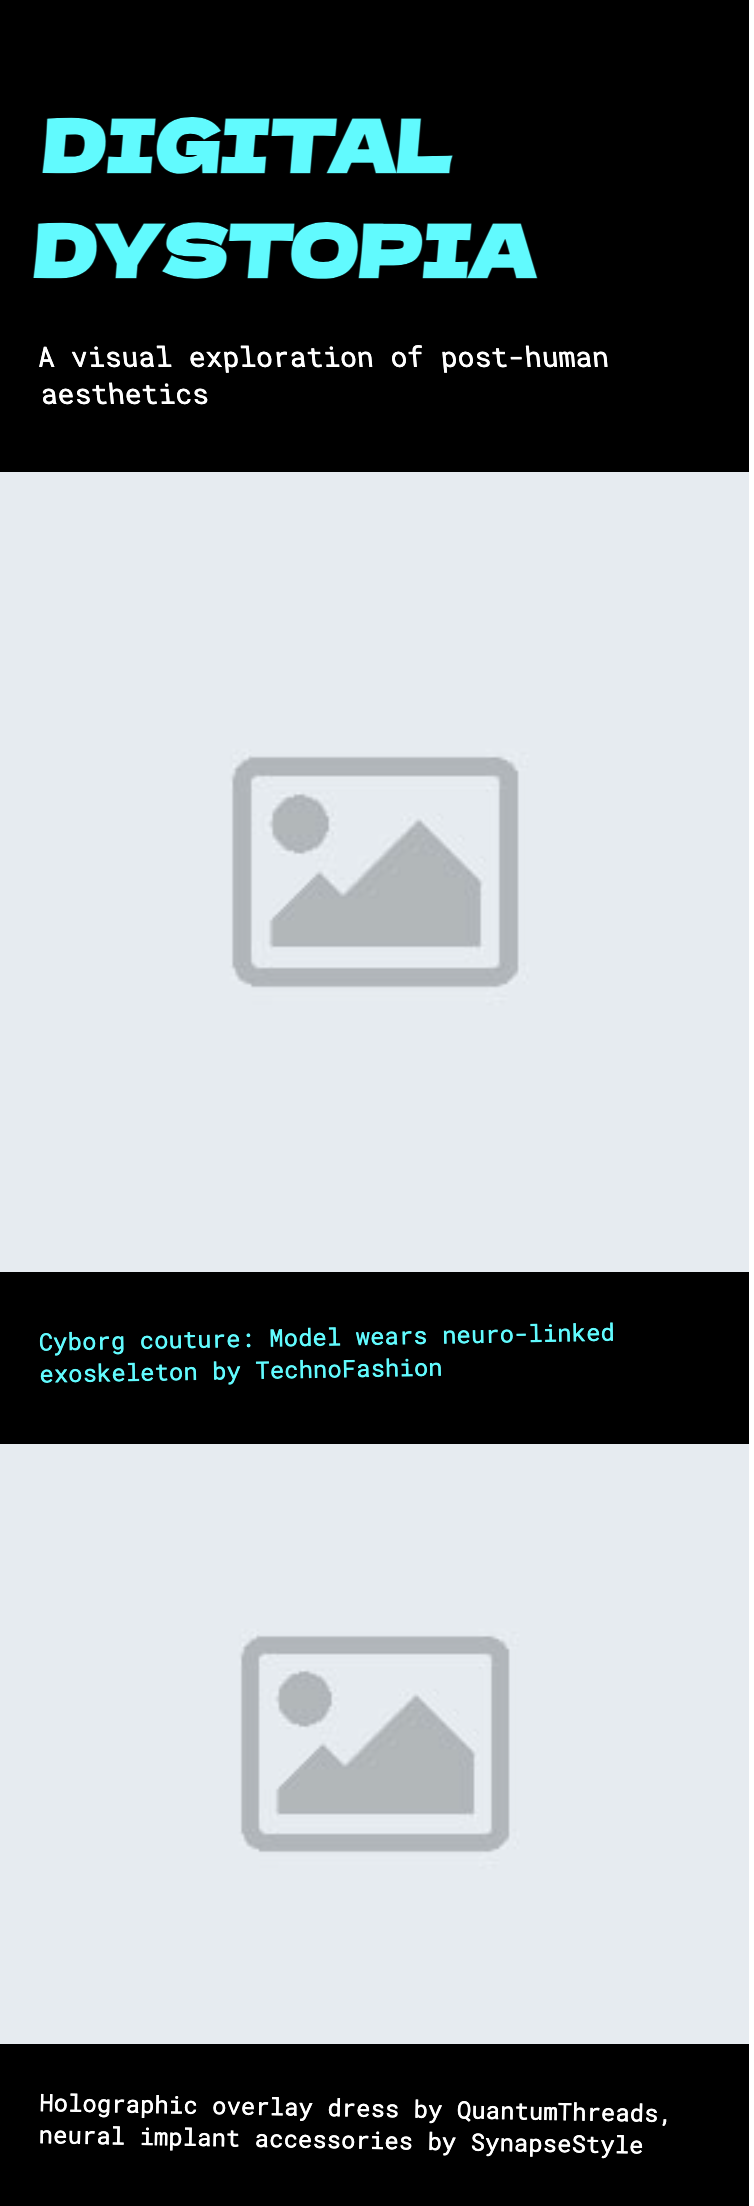 DIGITAL
DYSTOPIA
A visual exploration of post-human
aesthetics
Cyborg couture: Model wears neuro-linked
exoskeleton by TechnoFashion
Holographic overlay dress by QuantumThreads,
neural implant accessories by SynapseStyle